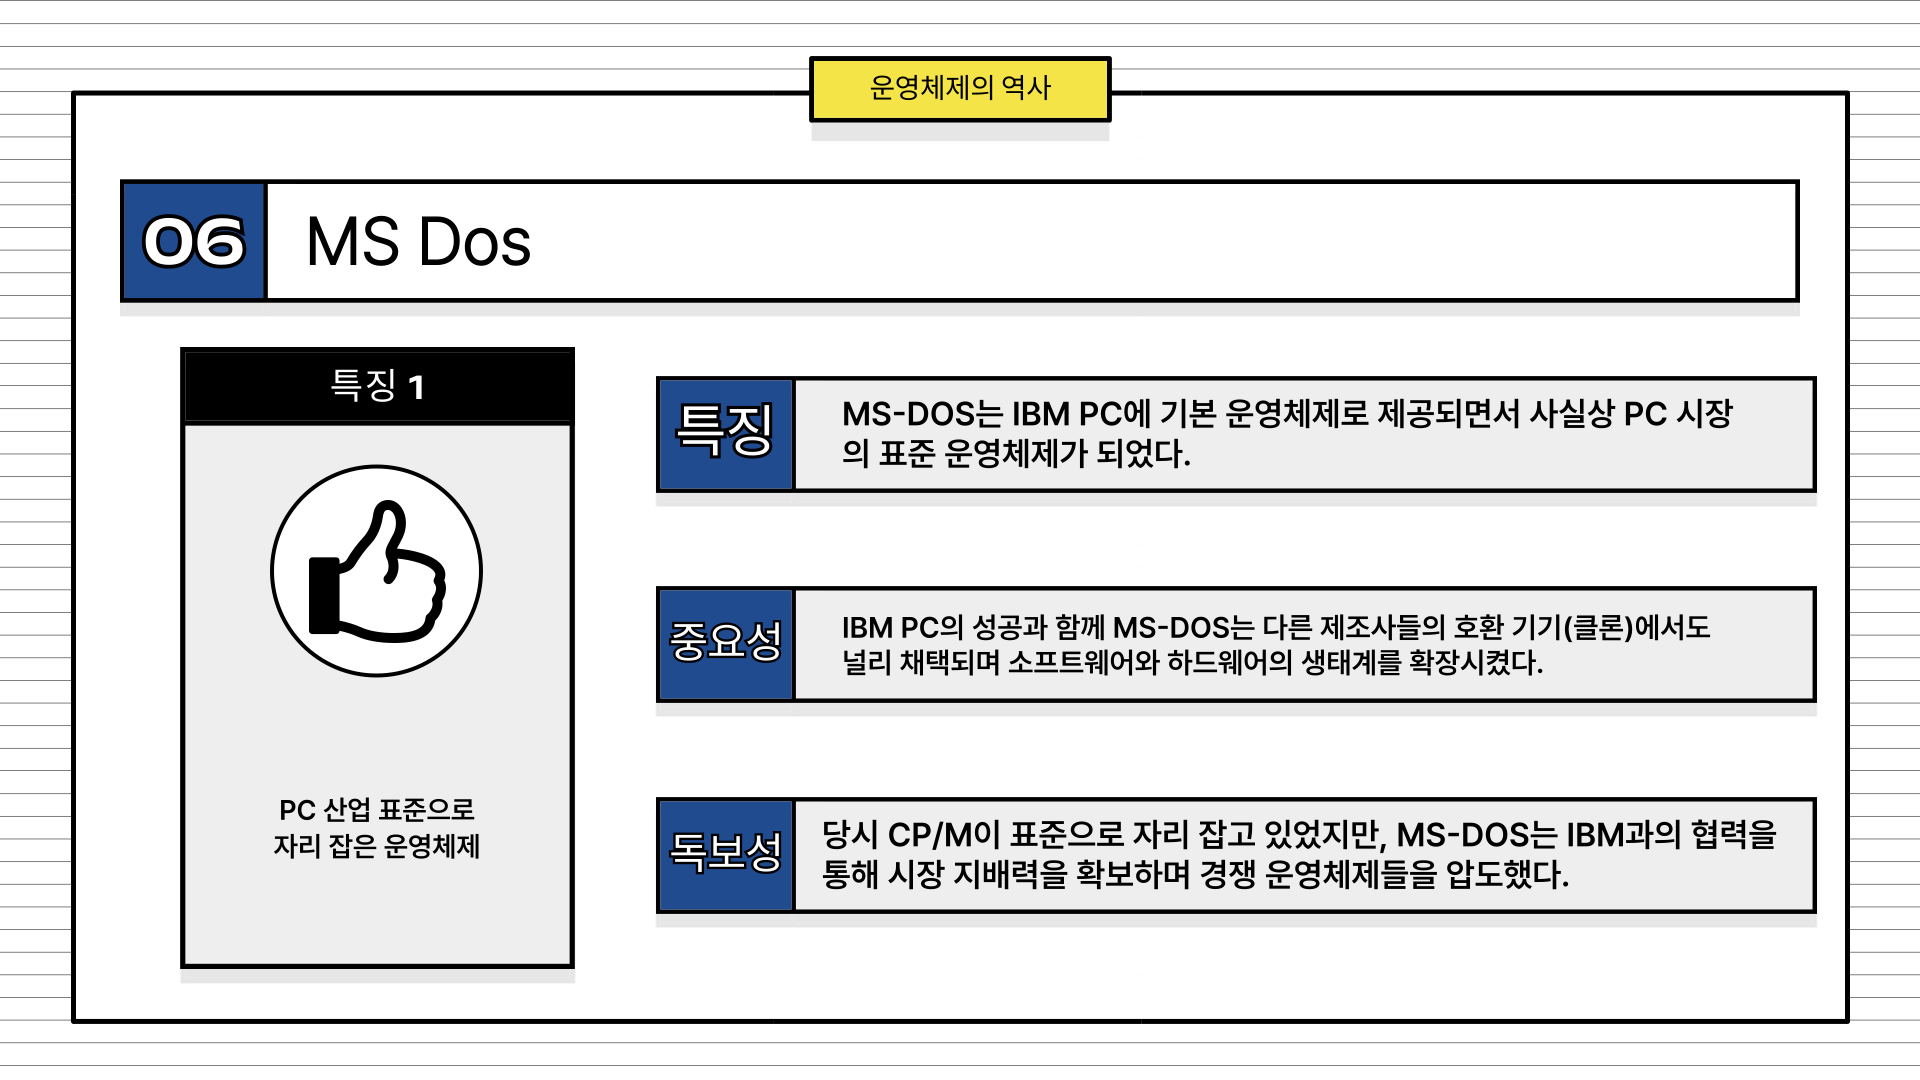 운영체제의 역사
06
MS Dos
특징 1
PC 산업 표준으로
자리 잡은 운영체제
특징
MS-DOS는 IBM PC에 기본 운영체제로 제공되면서 사실상 PC 시장
의 표준 운영체제가 되었다.
중요성
IBM PC의 성공과 함께 MS-DOS는 다른 제조사들의 호환 기기(클론)에서도
널리 채택되며 소프트웨어와 하드웨어의 생태계를 확장시켰다.
독보성
당시 CP/M이 표준으로 자리 잡고 있었지만, MS-DOS는 IBM과의 협력을
통해 시장 지배력을 확보하며 경쟁 운영체제들을 압도했다.